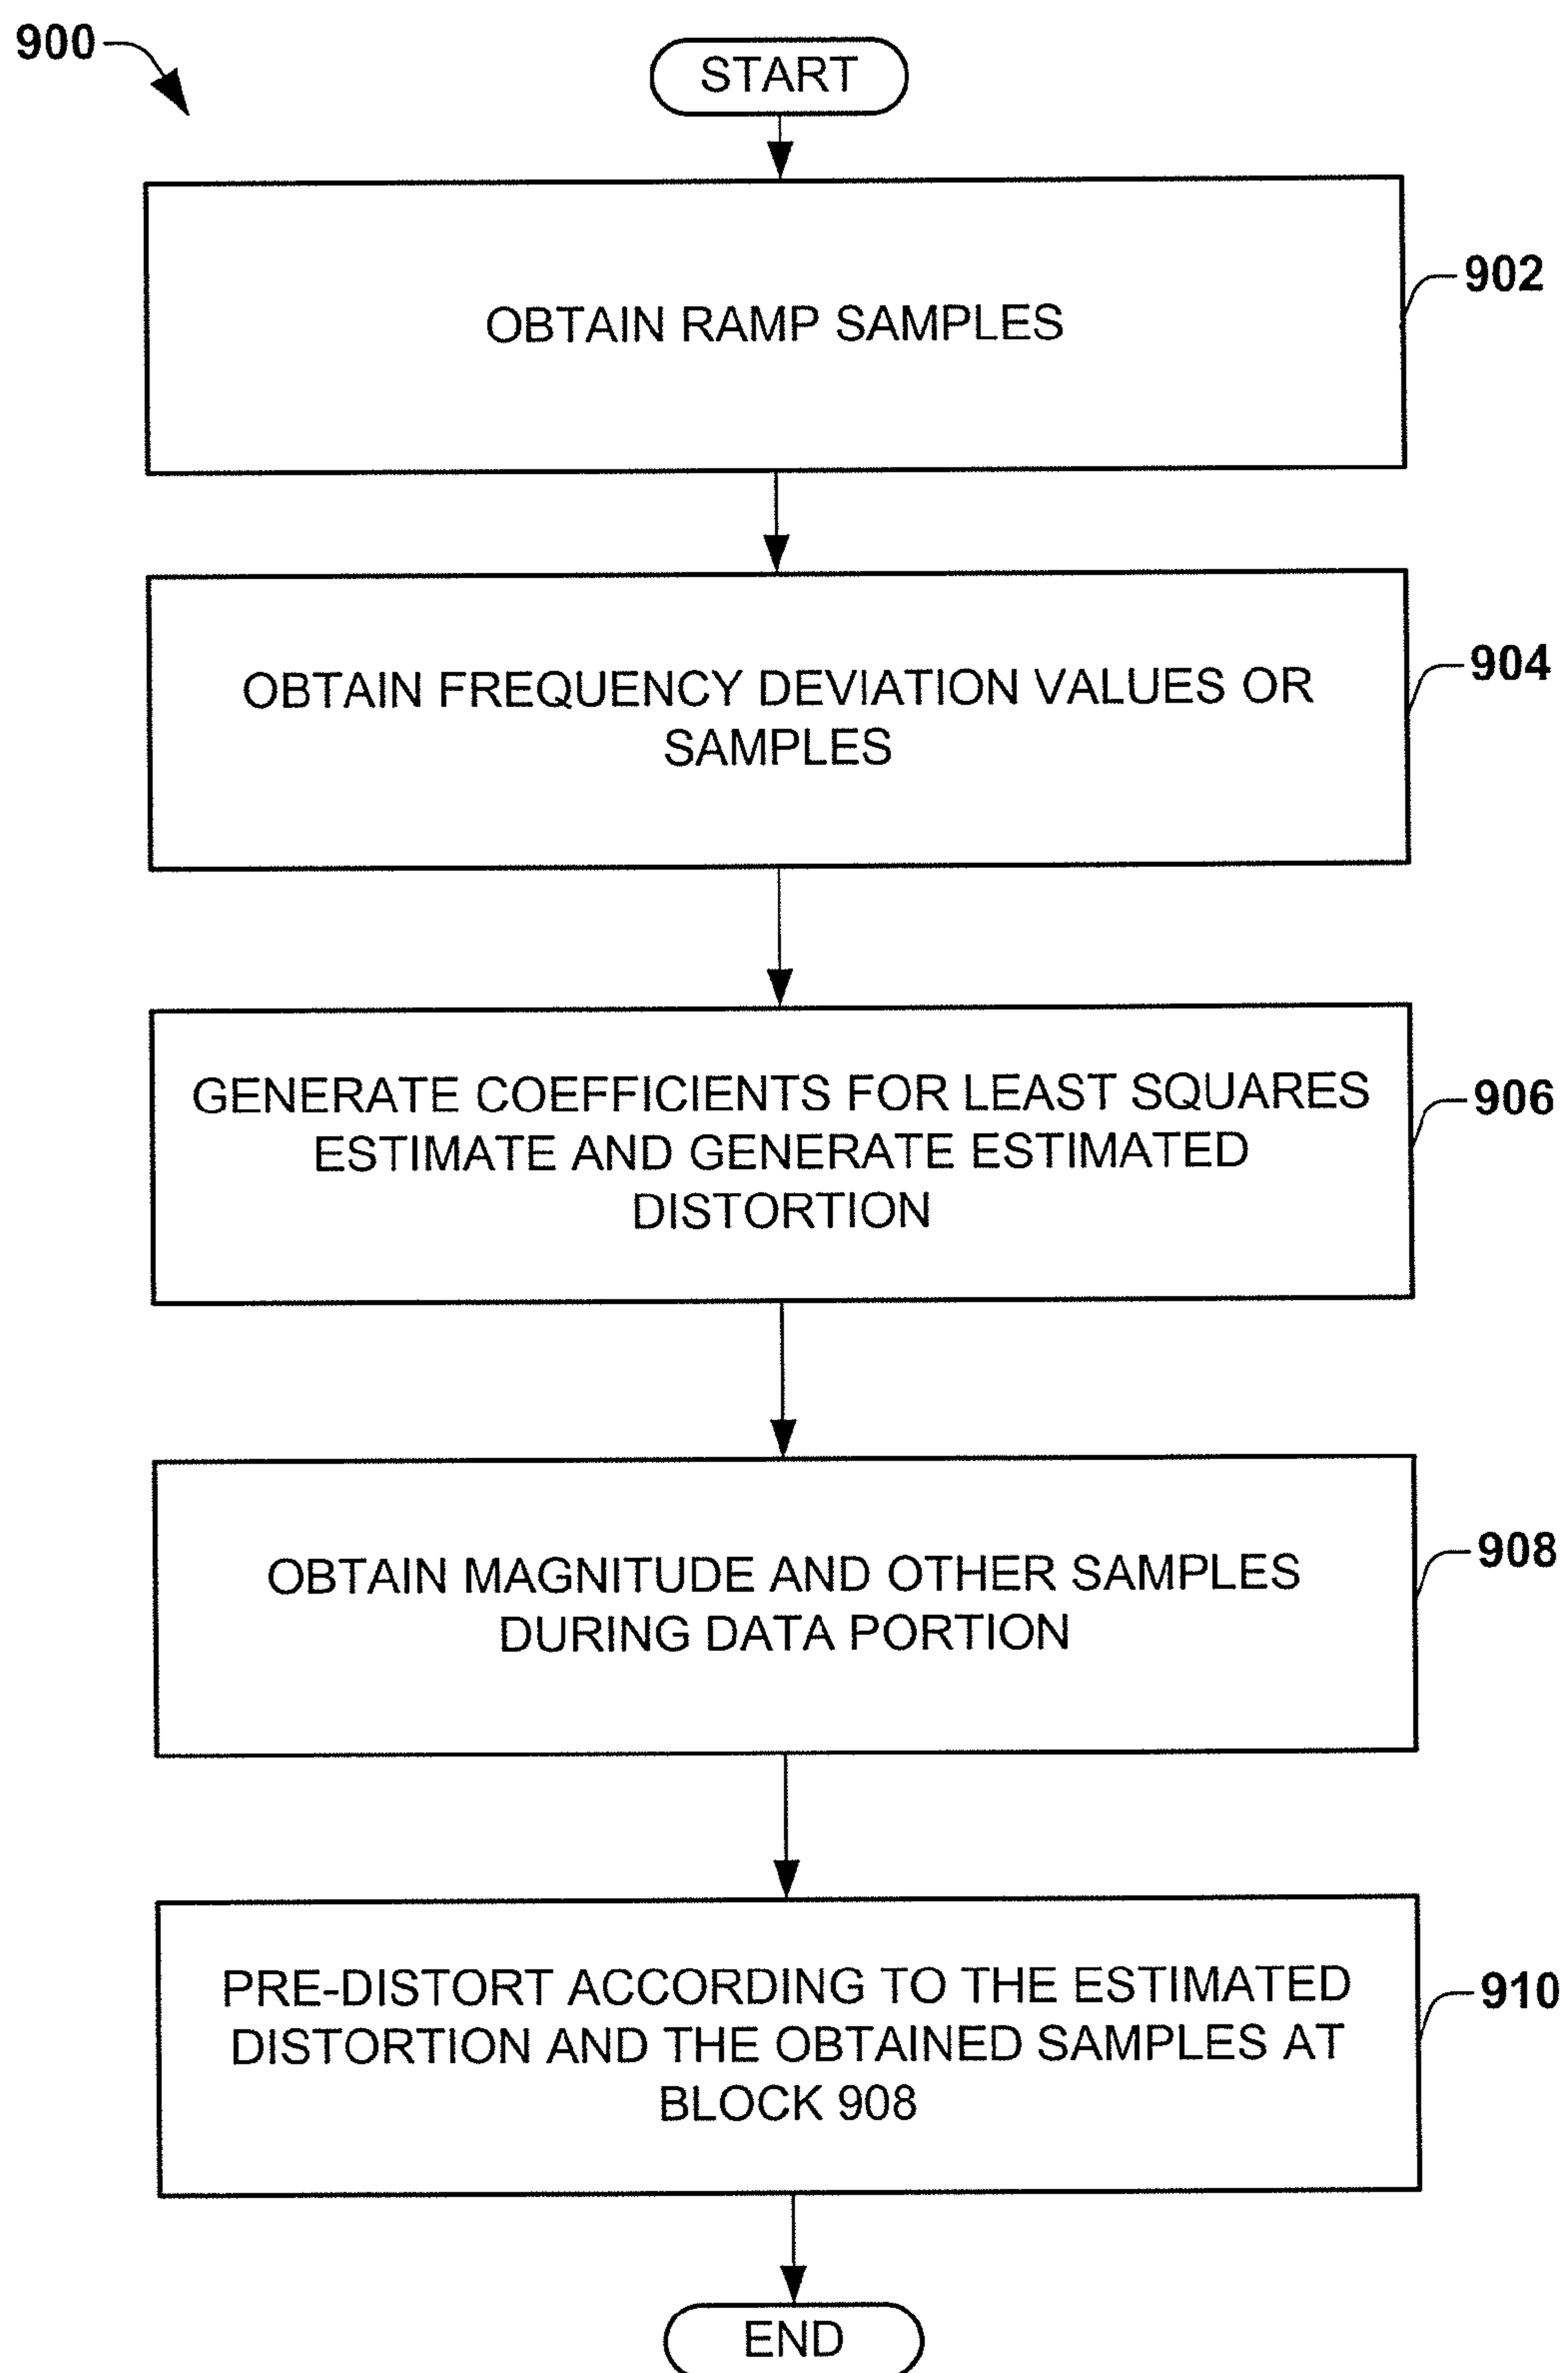 900
START
OBTAIN RAMP SAMPLES
902
OBTAIN FREQUENCY DEVIATION VALUES OR
SAMPLES
904
GENERATE COEFFICIENTS FOR LEAST SQUARES
ESTIMATE AND GENERATE ESTIMATED
DISTORTION
906
OBTAIN MAGNITUDE AND OTHER SAMPLES
DURING DATA PORTION
908
PRE-DISTORT ACCORDING TO THE ESTIMATED
DISTORTION AND THE OBTAINED SAMPLES AT
BLOCK 908
910
END